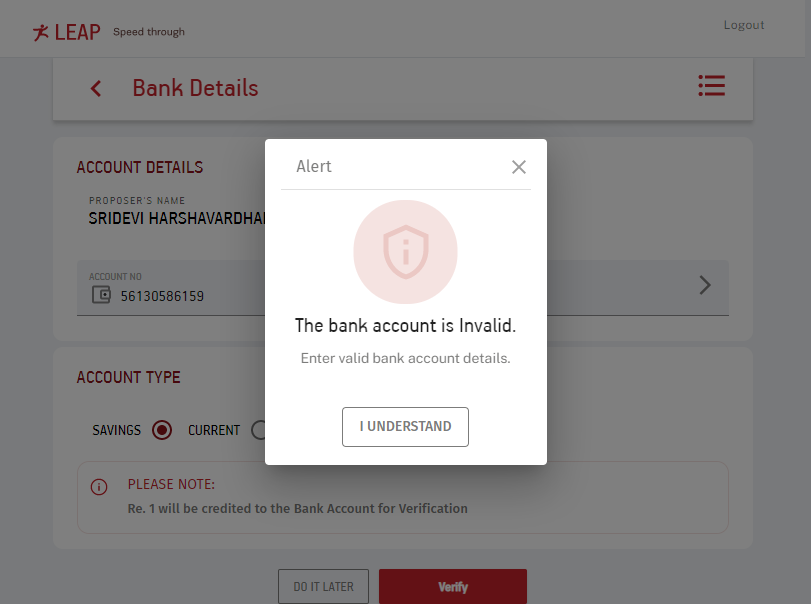 LEAP Speed through
Logout
Bank Details
ACCOUNT DETAILS
PROPOSER'S NAME
SRIDEVI
ACCOUNT NO
56130586159
Alert
The bank account is Invalid.
Enter valid bank account details.
I UNDERSTAND
ACCOUNT TYPE
SAVINGS CURRENT
PLEASE NOTE:
Re. 1 will be credited to the Bank Account for Verification
DO IT LATER Verify